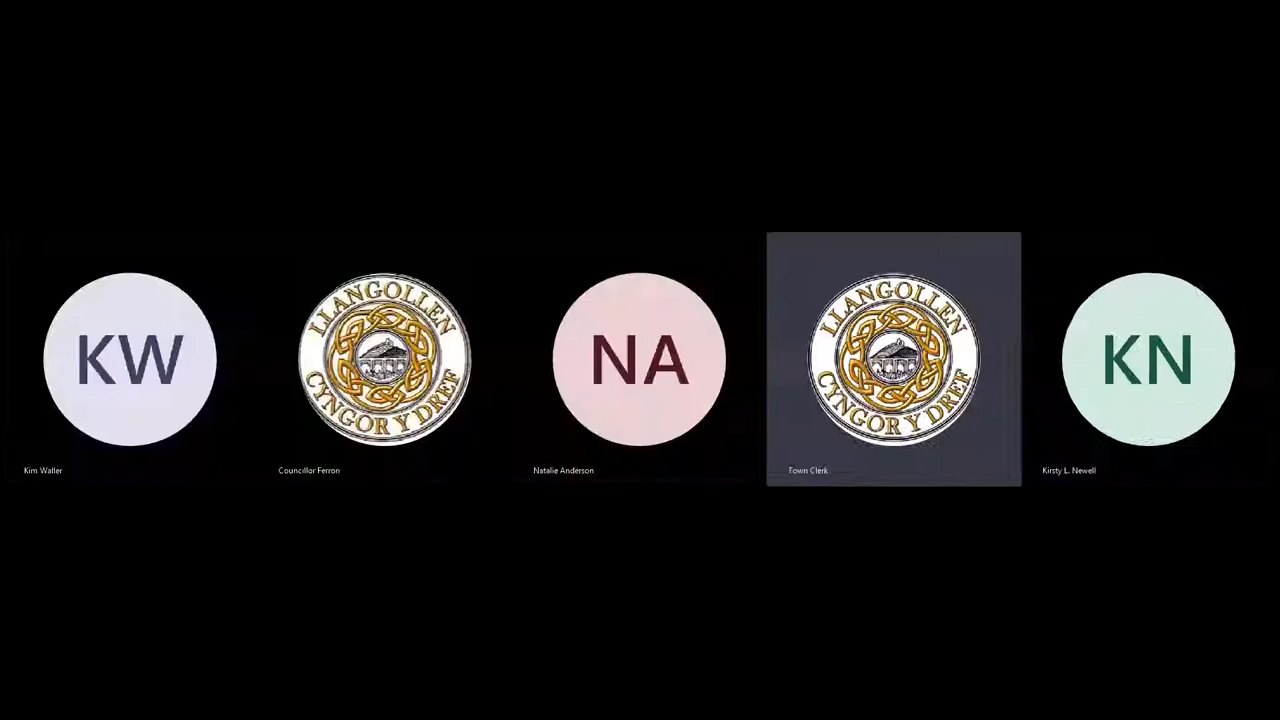 KW
LLANGOLLEN
CYNGOR Y DREF
NA
LLANGOLLEN
CYNGOR Y DREF
KN
Kim Waller
Councillor Ferron
Natalie Anderson
Town Clerk
Kirsty L. Newell